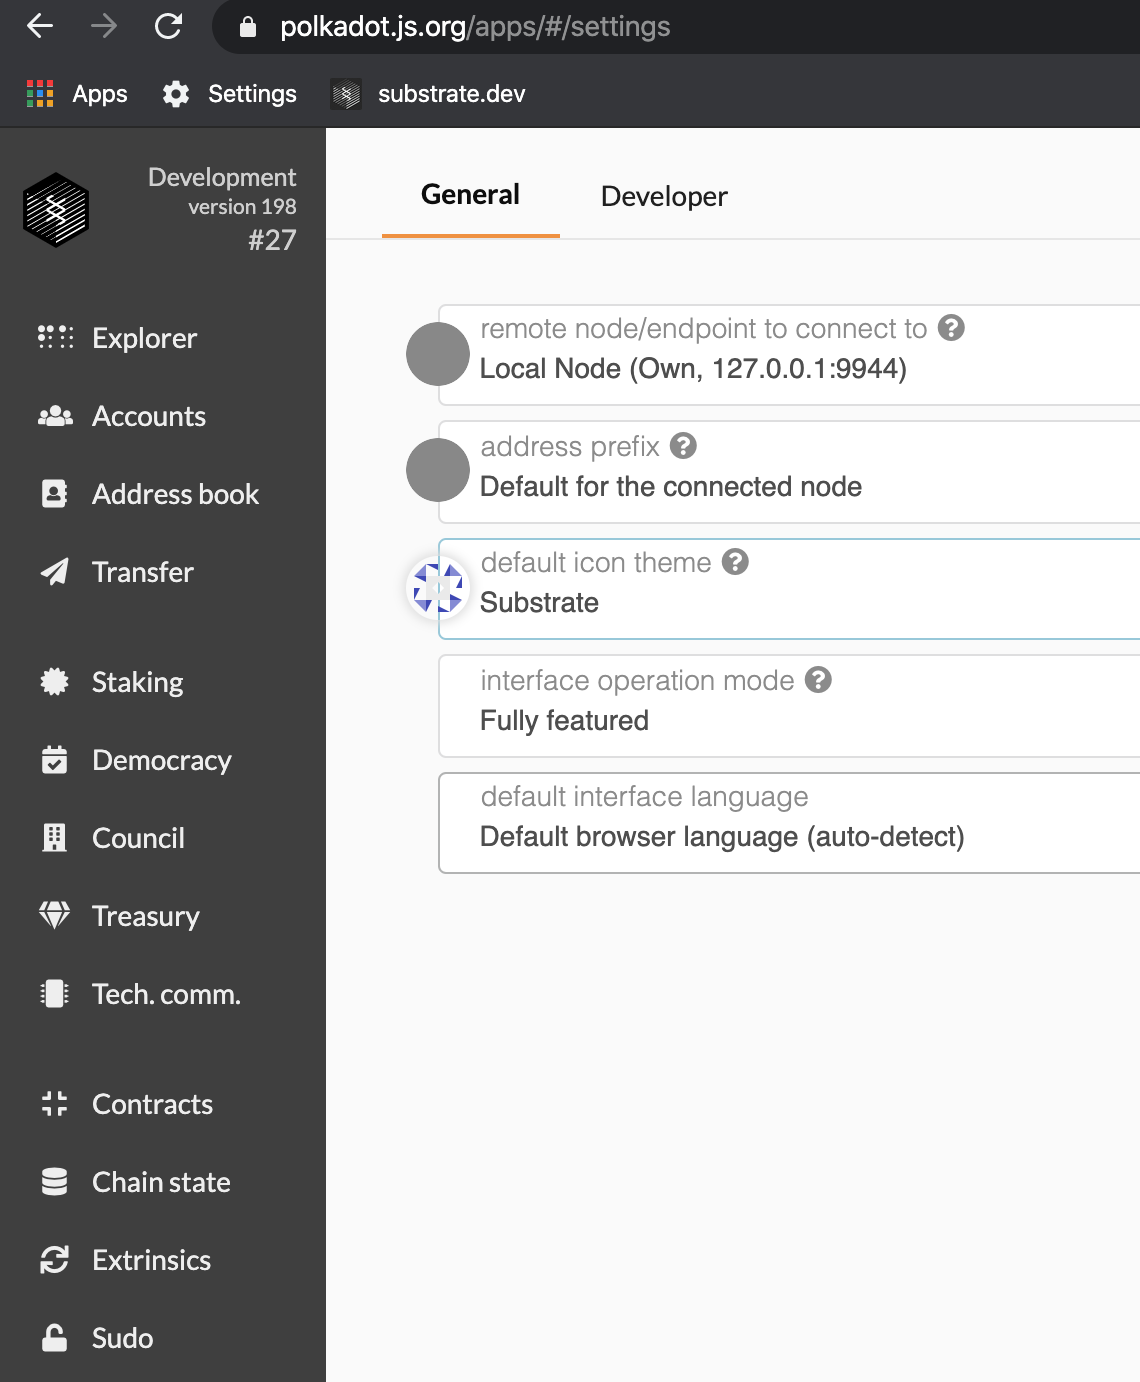 polkadot.js.org/apps/#/settings
Apps Settings substrate.dev
Development
version 198
#27
Explorer
Accounts
Address book
Transfer
Staking
Democracy
Council
Treasury
Tech. comm.
Contracts
Chain state
Extrinsics
Sudo
General Developer
remote node/endpoint to connect to ?
Local Node (Own, 127.0.0.1:9944)
address prefix ?
Default for the connected node
default icon theme ?
Substrate
interface operation mode ?
Fully featured
default interface language
Default browser language (auto-detect)